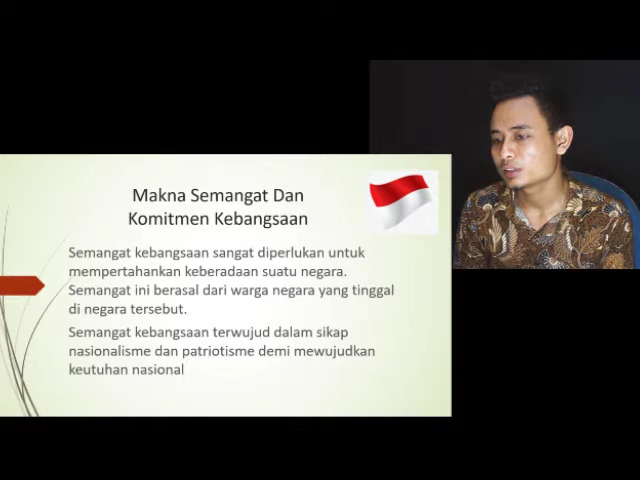 Makna Semangat Dan
Komitmen Kebangsaan
Semangat kebangsaan sangat diperlukan untuk
mempertahankan keberadaan suatu negara.
Semangat ini berasal dari warga negara yang tinggal
di negara tersebut.
Semangat kebangsaan terwujud dalam sikap
nasionalisme dan patriotisme demi mewujudkan
keutuhan nasional